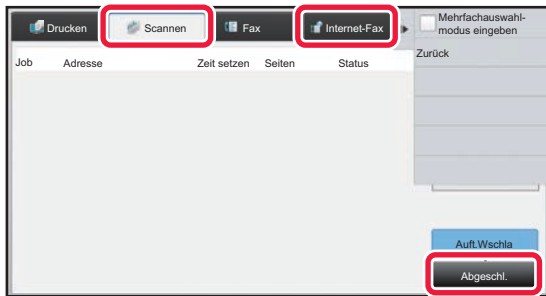 Drucken Scannen Fax Internet-Fax
Mehrfachauswahl-
modus eingeben
Zurück
Job Adresse Zeit setzen Seiten Status
Auft.Wschla
Abgeschl.